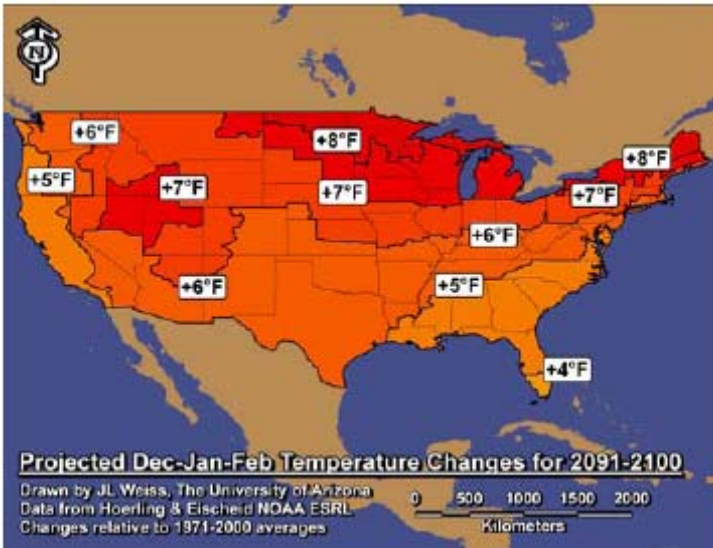 N
+6°F
+8°F
+8°F
+5°F
+7°F
+7°F
+7°F
+6°F
+6°F
+5°F
+4°F
Projected Dec-Jan-Feb Temperature Changes for 2091-2100
Drawn by JL Weiss, The University of Arizona
Data from Hoerling & Eischeid NOAA ESRL
Changes relative to 1971-2000 averages
0 500 1000 1500 2000
Kilometers